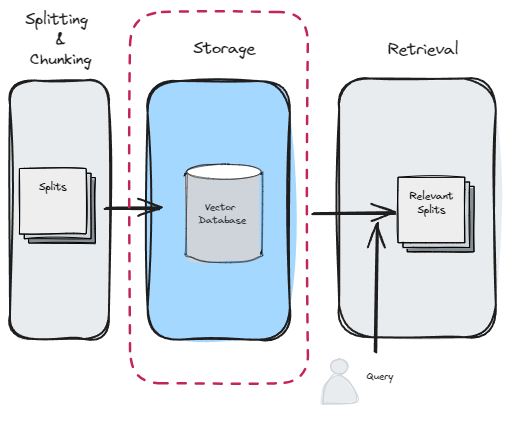 Splitting
&
Chunking
Storage
Retrieval
Splits
Vector
Database
Relevant
Splits
Query